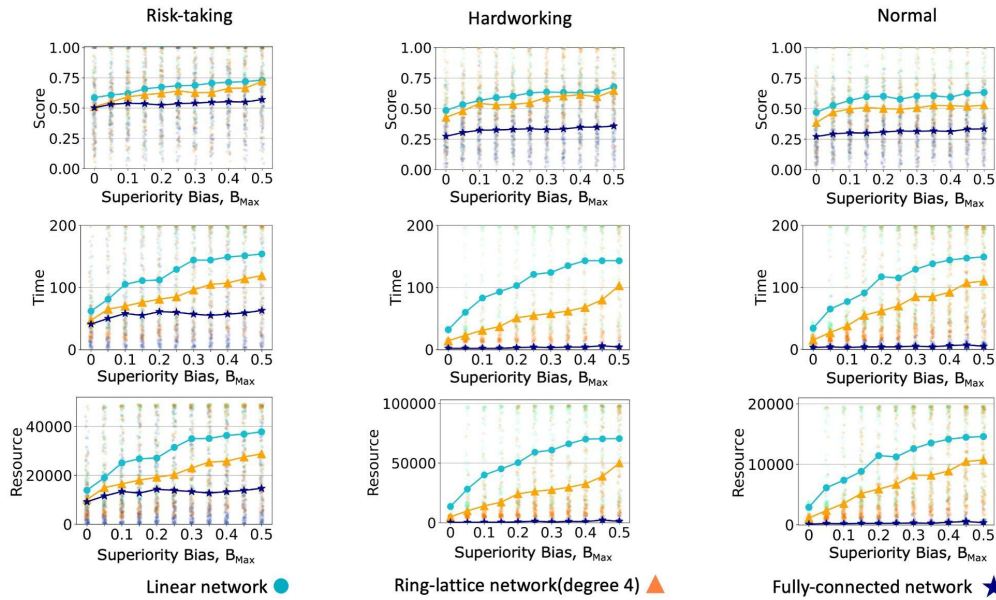 Risk-taking Hardworking Normal
1.00 1.00 1.00
0.75 0.75 0.75
0.50 0.50 0.50
0.25 0.25 0.25
0.00 0.00 0.00
Score Score Score
0 0.1 0.2 0.3 0.4 0.5 0 0.1 0.2 0.3 0.4 0.5 0 0.1 0.2 0.3 0.4 0.5
Superiority Bias, BMax Superiority Bias, BMax Superiority Bias, BMax
200 200 200
100 100 100
0 0 0
Time Time Time
0 0.1 0.2 0.3 0.4 0.5 0 0.1 0.2 0.3 0.4 0.5 0 0.1 0.2 0.3 0.4 0.5
Superiority Bias, BMax Superiority Bias, BMax Superiority Bias, BMax
40000 100000 20000
20000 50000 10000
0 0 0
Resource Resource Resource
0 0.1 0.2 0.3 0.4 0.5 0 0.1 0.2 0.3 0.4 0.5 0 0.1 0.2 0.3 0.4 0.5
Superiority Bias, BMax Superiority Bias, BMax Superiority Bias, BMax
Linear network Ring-lattice network(degree 4) Fully-connected network